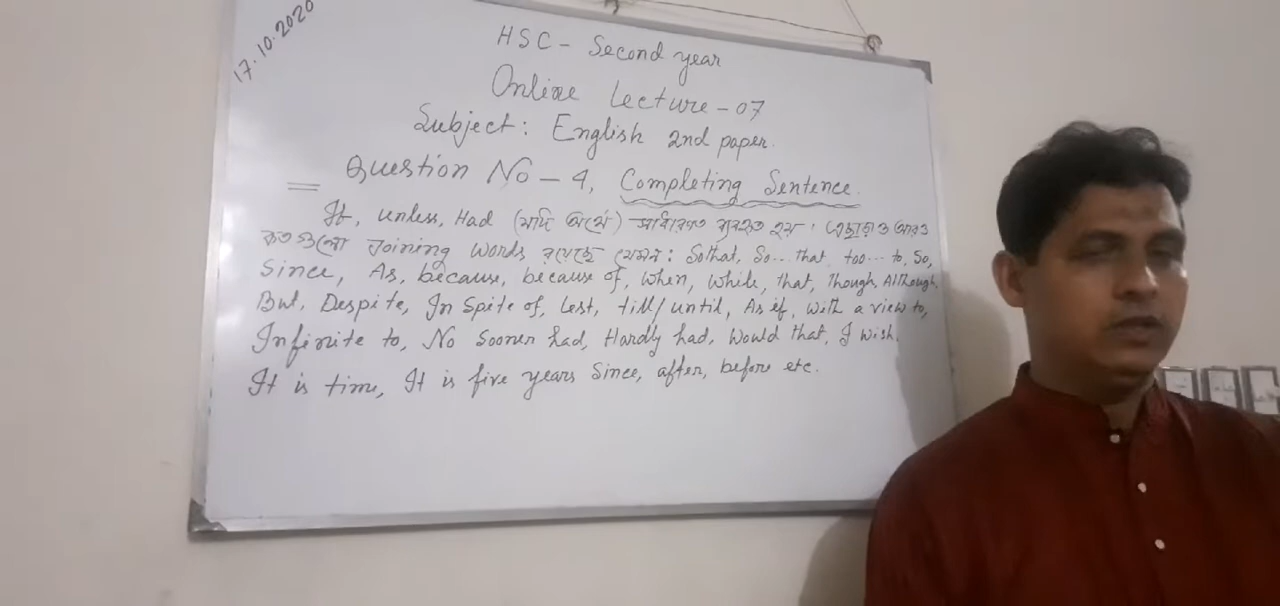 17.10.2020
HSC - Second year
Online Lecture - 07
Subject: English 2nd paper.
Question No - 4, Completing Sentence.
If, unless, Had (যদি অর্থে) সাধারণত ব্যবহৃত হয়। এছাড়াও আরও
কতগুলো Joining words রয়েছে যেমন: So that, So... that, too... to, So,
Since, As, because, because of, when, while, that, Though, Although,
But, Despite, In Spite of, Lest, till/until, As if, with a view to,
Infinite to, No Sooner had, Hardly had, Would that, I wish,
It is time, It is five years Since, after, before etc.